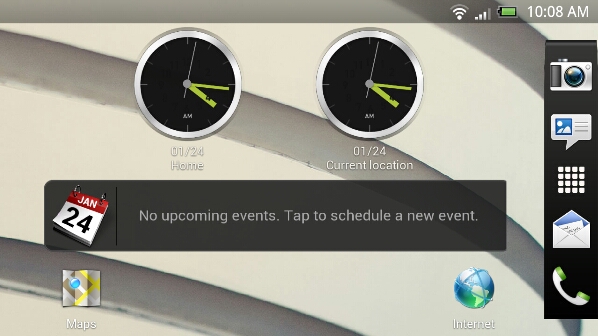 10:08 AM
AM
AM
01/24
Home
01/24
Current location
JAN
24
No upcoming events. Tap to schedule a new event.
Maps
Internet